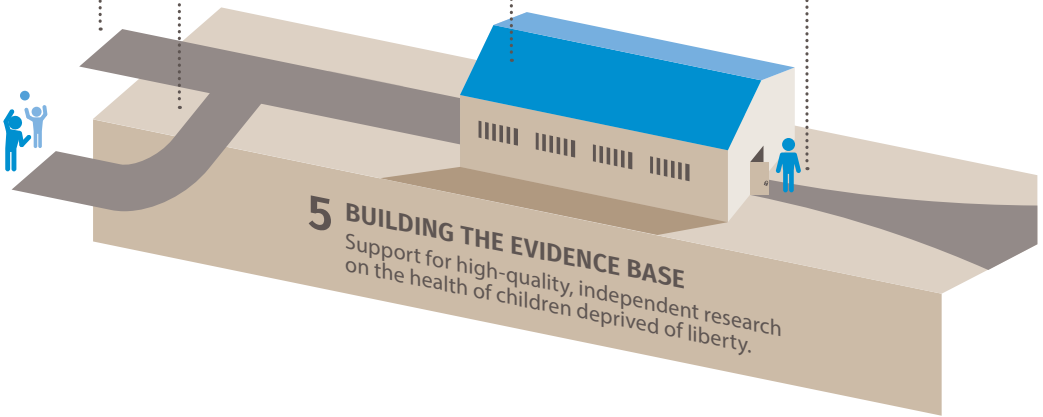 5 BUILDING THE EVIDENCE BASE
Support for high-quality, independent research
on the health of children deprived of liberty.